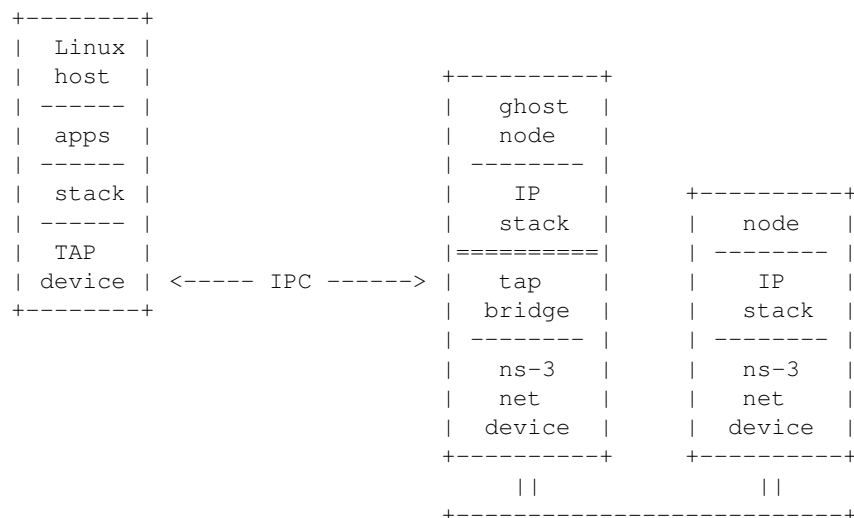 Linux
host
apps
stack
TAP
device
<----- IPC ------>
ghost
node
IP
stack
tap
bridge
ns-3
net
device
node
IP
stack
ns-3
net
device